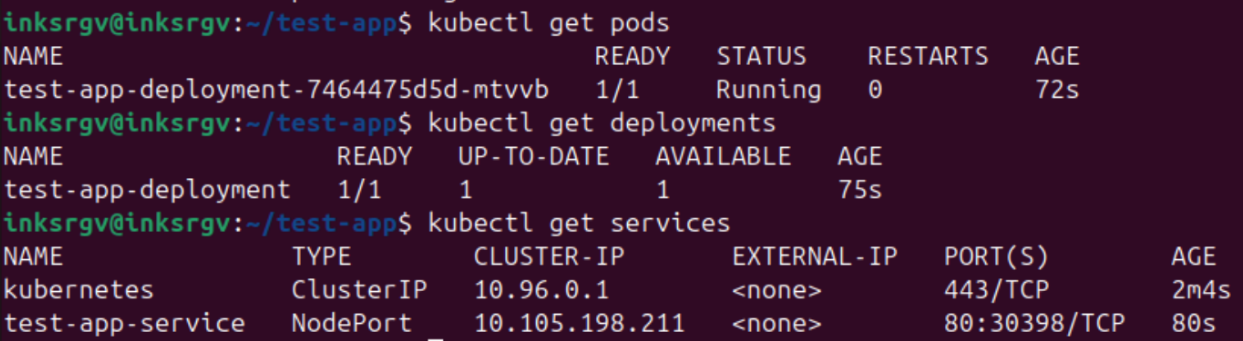 inksrgv@inksrgv:~/test-app$ kubectl get pods
NAME                                   READY   STATUS    RESTARTS   AGE
test-app-deployment-7464475d5d-mtvvb   1/1     Running   0          72s
inksrgv@inksrgv:~/test-app$ kubectl get deployments
NAME                  READY   UP-TO-DATE   AVAILABLE   AGE
test-app-deployment   1/1     1            1           75s
inksrgv@inksrgv:~/test-app$ kubectl get services
NAME               TYPE        CLUSTER-IP       EXTERNAL-IP   PORT(S)        AGE
kubernetes         ClusterIP   10.96.0.1        <none>        443/TCP        2m4s
test-app-service   NodePort    10.105.198.211   <none>        80:30398/TCP   80s